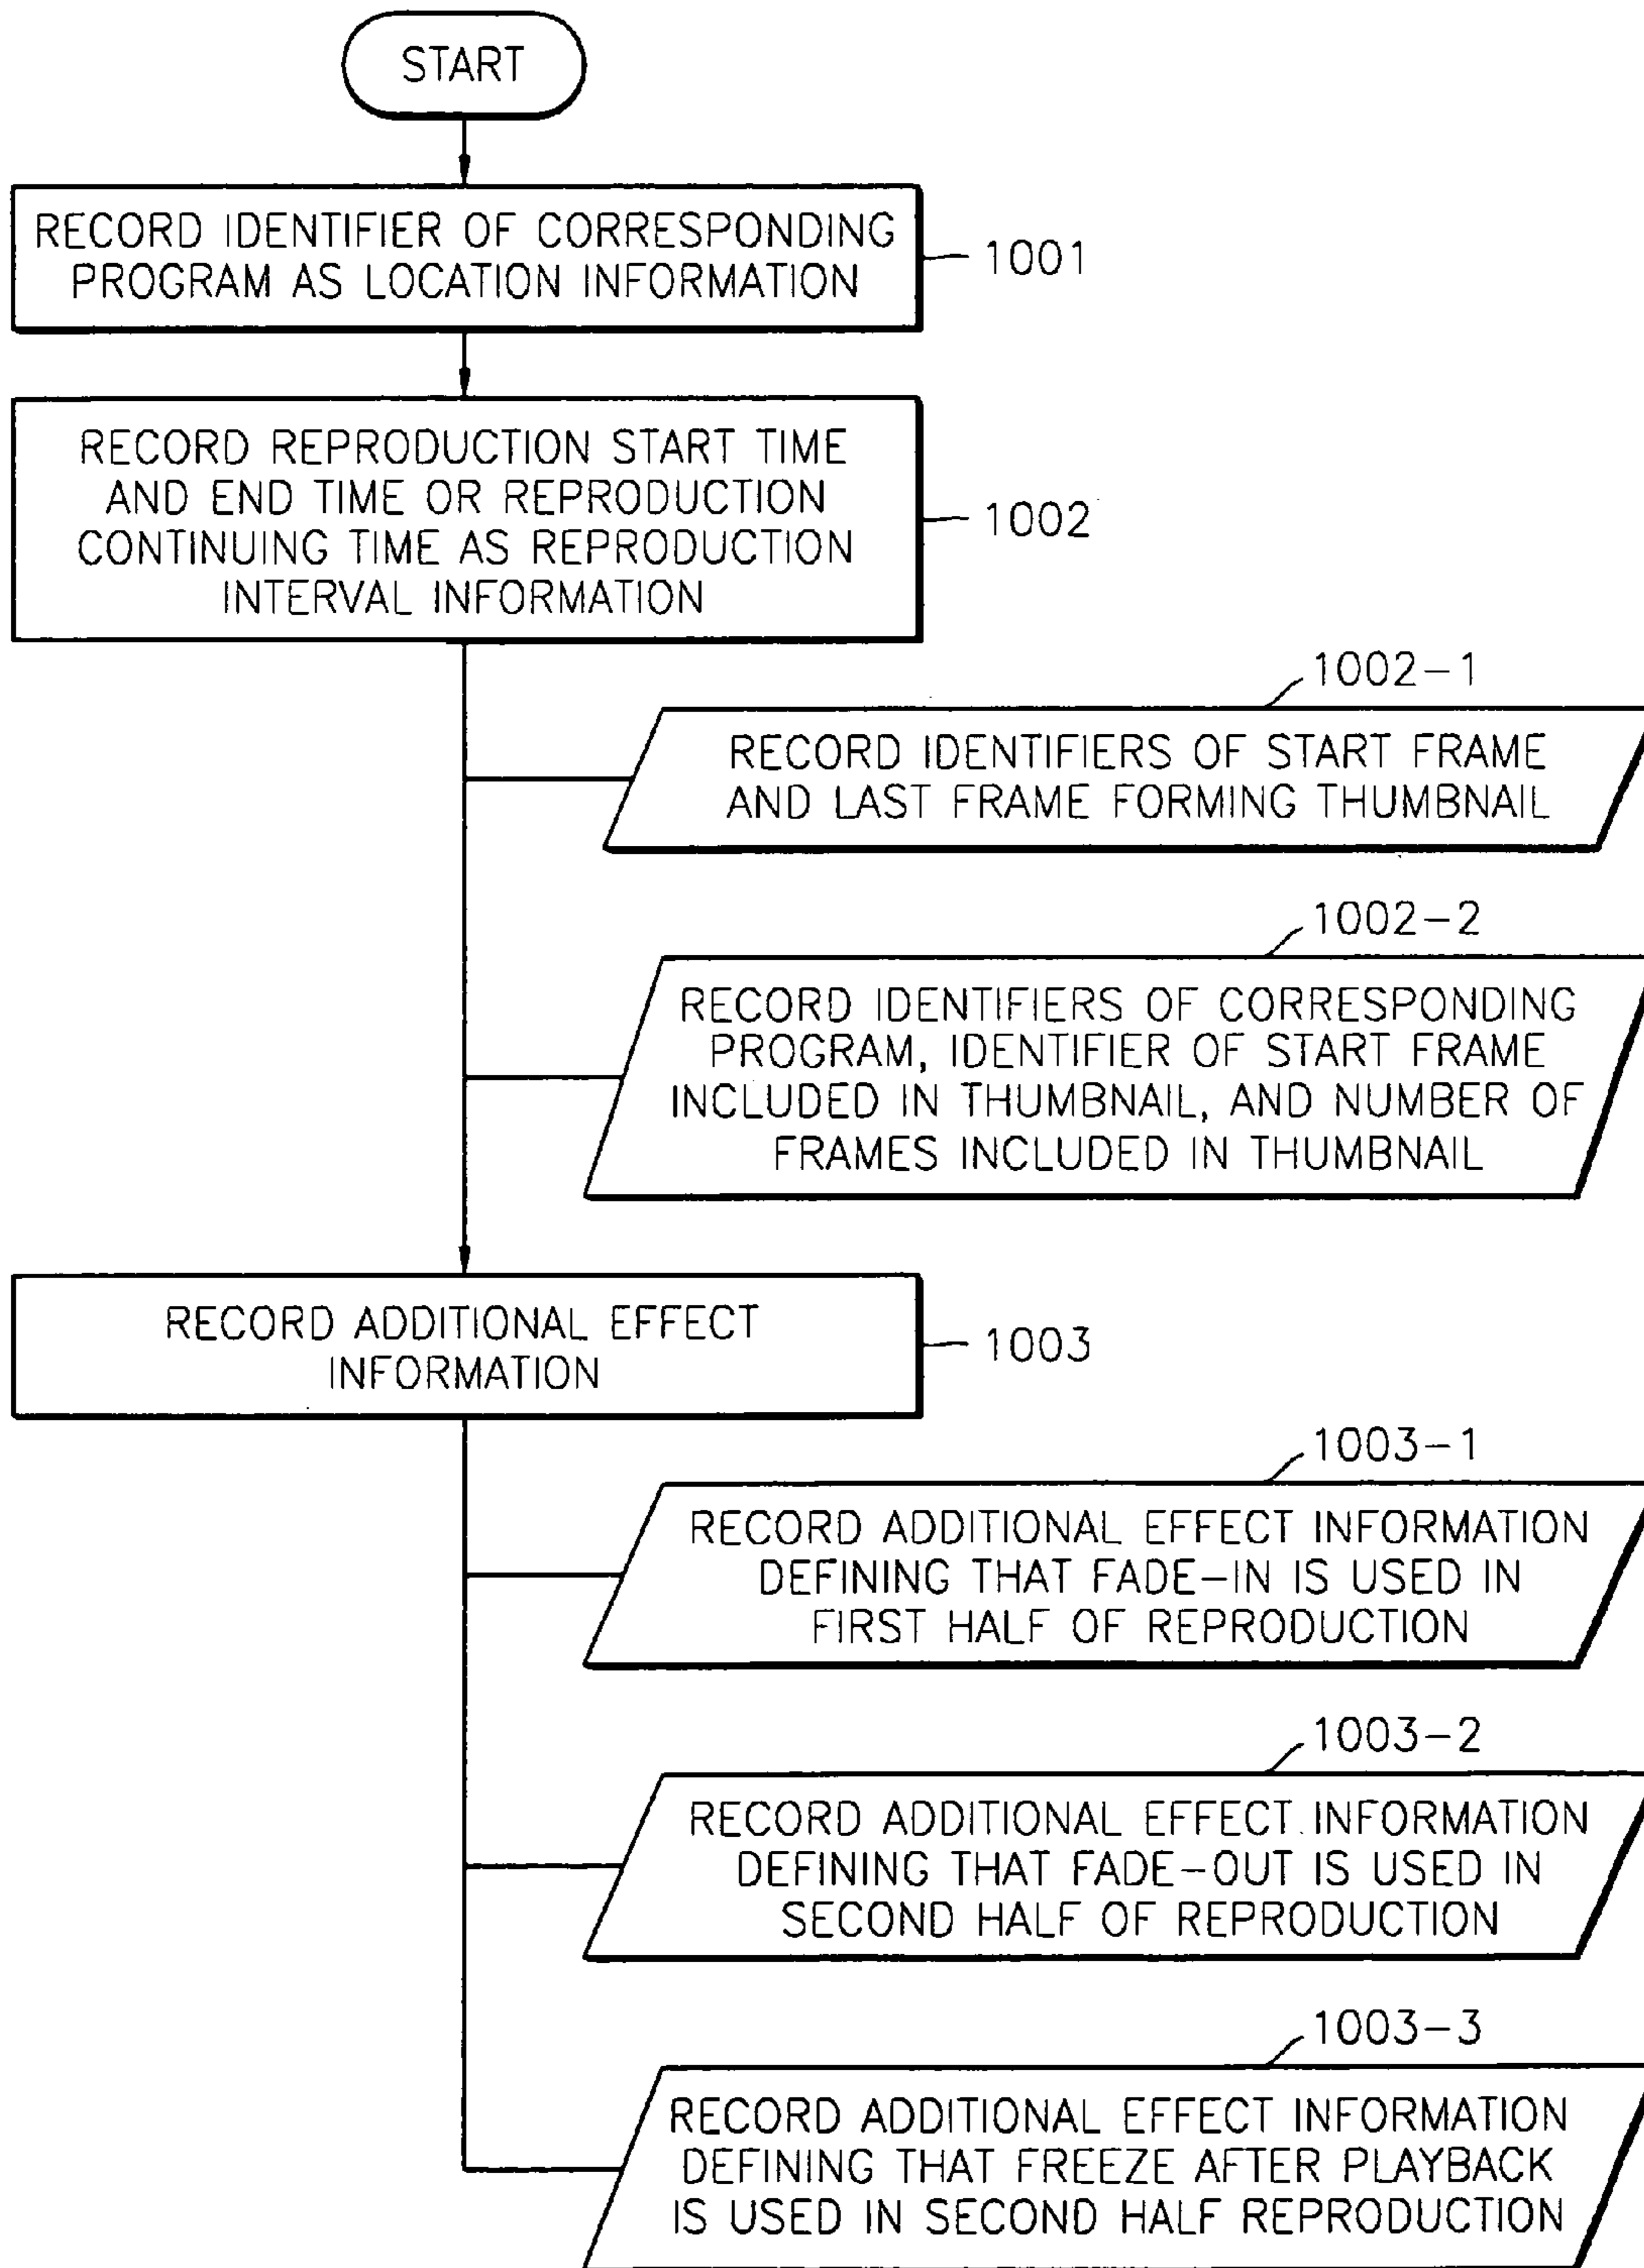 START
RECORD IDENTIFIER OF CORRESPONDING
PROGRAM AS LOCATION INFORMATION
1001
RECORD REPRODUCTION START TIME
AND END TIME OR REPRODUCTION
CONTINUING TIME AS REPRODUCTION
INTERVAL INFORMATION
1002
1002-1
RECORD IDENTIFIERS OF START FRAME
AND LAST FRAME FORMING THUMBNAIL
1002-2
RECORD IDENTIFIERS OF CORRESPONDING
PROGRAM, IDENTIFIER OF START FRAME
INCLUDED IN THUMBNAIL, AND NUMBER OF
FRAMES INCLUDED IN THUMBNAIL
RECORD ADDITIONAL EFFECT
INFORMATION
1003
1003-1
RECORD ADDITIONAL EFFECT INFORMATION
DEFINING THAT FADE-IN IS USED IN
FIRST HALF OF REPRODUCTION
1003-2
RECORD ADDITIONAL EFFECT INFORMATION
DEFINING THAT FADE-OUT IS USED IN
SECOND HALF OF REPRODUCTION
1003-3
RECORD ADDITIONAL EFFECT INFORMATION
DEFINING THAT FREEZE AFTER PLAYBACK
IS USED IN SECOND HALF REPRODUCTION